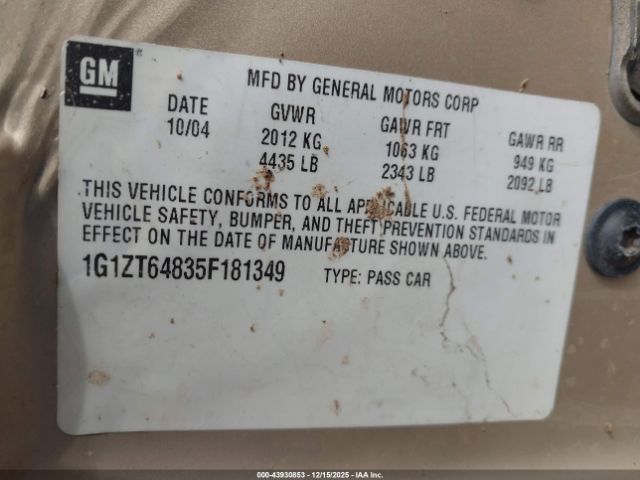 GM
MFD BY GENERAL MOTORS CORP
DATE GVWR GAWR FRT GAWR RR
10/04 2012 KG 1063 KG 949 KG
4435 LB 2343 LB 2092 LB
THIS VEHICLE CONFORMS TO ALL APPLICABLE U.S. FEDERAL MOTOR
VEHICLE SAFETY, BUMPER, AND THEFT PREVENTION STANDARDS IN
EFFECT ON THE DATE OF MANUFACTURE SHOWN ABOVE.
1G1ZT64835F181349 TYPE: PASS CAR
000-43930853 | 12/15/2025 | IAAI, Inc.